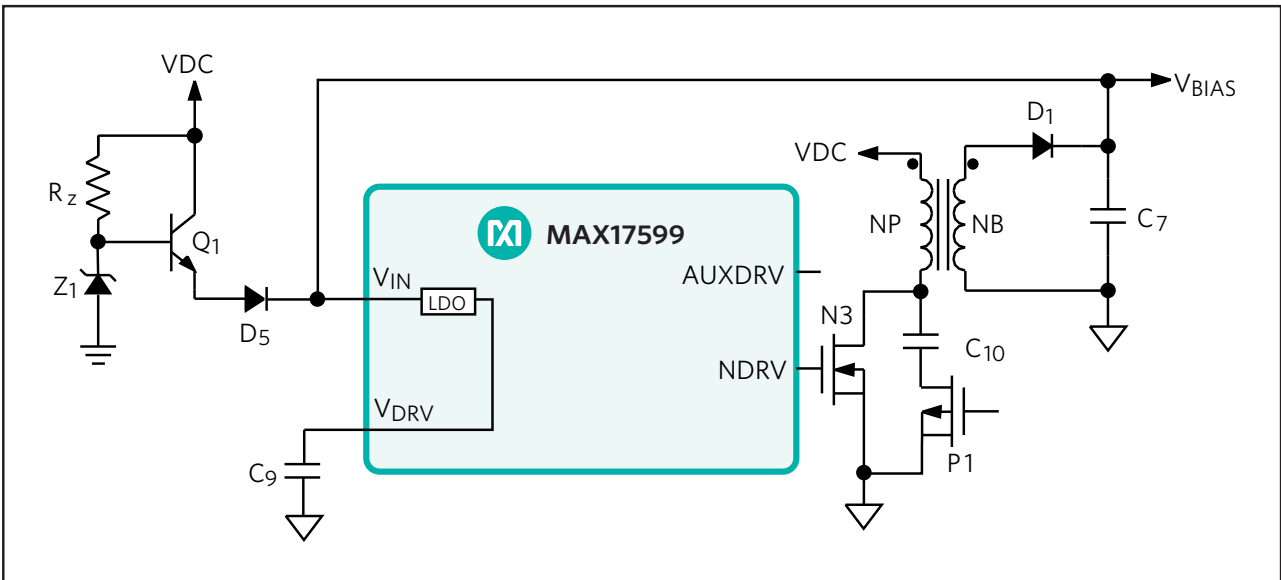 VDC
VBIAS
D1
VDC
Rz
NP
NB
C7
MAX17599
Q1
AUXDRV
Z1
VIN
LDO
D5
N3
C10
NDRV
VDRV
P1
C9